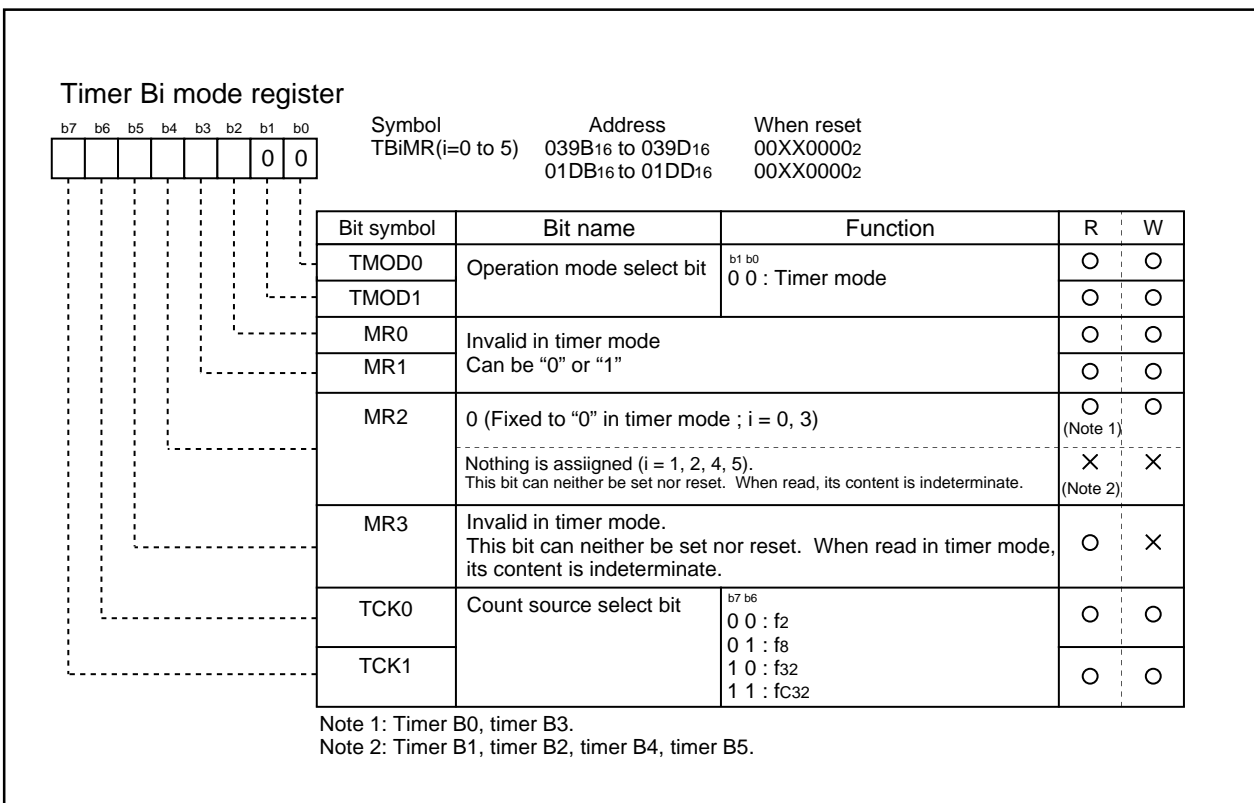 Timer Bi mode register
b7 b6 b5 b4 b3 b2 b1 b0
0 0
Symbol Address When reset
TBiMR(i=0 to 5) 039B16 to 039D16 00XX00002
01DB16 to 01DD16 00XX00002
Bit symbol Bit name Function R W
TMOD0 Operation mode select bit b1 b0
0 0 : Timer mode
TMOD1
MR0 Invalid in timer mode
MR1 Can be “0” or “1”
MR2 0 (Fixed to “0” in timer mode ; i = 0, 3)
(Note 1)
Nothing is assiigned (i = 1, 2, 4, 5).
This bit can neither be set nor reset. When read, its content is indeterminate.
(Note 2)
MR3 Invalid in timer mode.
This bit can neither be set nor reset. When read in timer mode,
its content is indeterminate.
TCK0 Count source select bit b7 b6
0 0 : f2
0 1 : f8
TCK1 1 0 : f32
1 1 : fC32
Note 1: Timer B0, timer B3.
Note 2: Timer B1, timer B2, timer B4, timer B5.